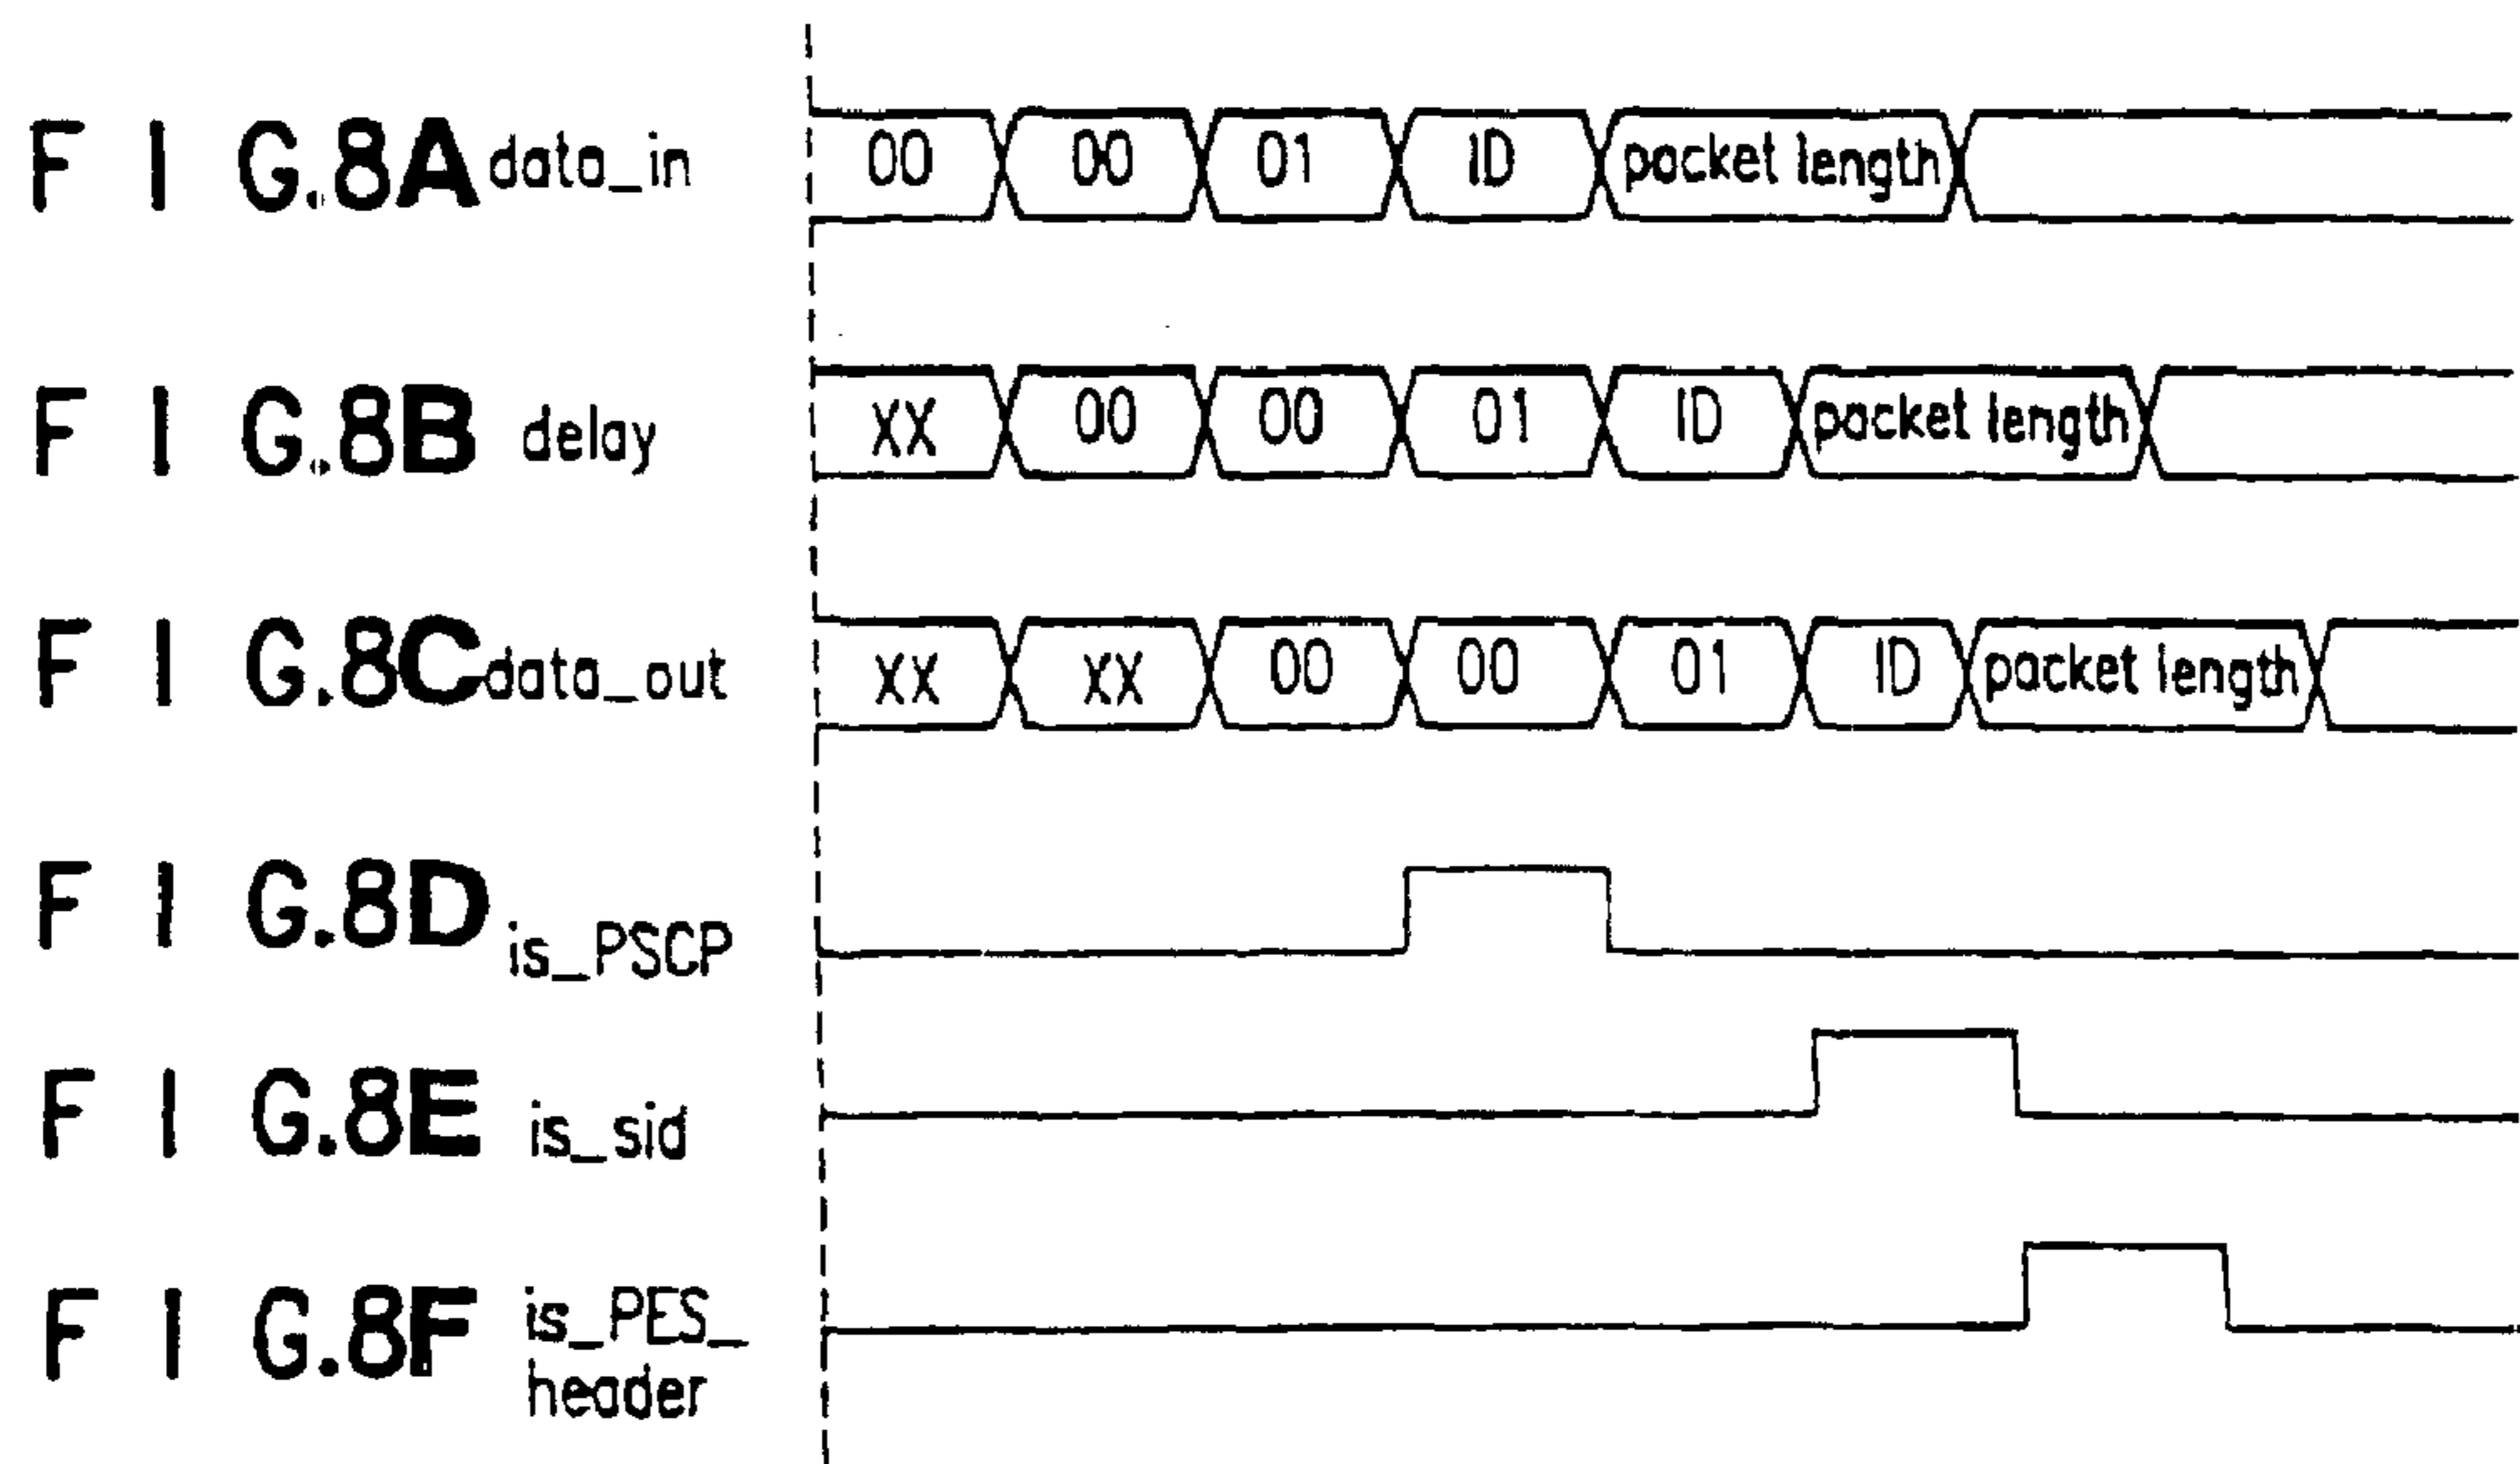 FIG.8A data_in 00 00 01 ID packet length
FIG.8B delay XX 00 00 01 ID packet length
FIG.8C data_out XX XX 00 00 01 ID packet length
FIG.8D is_PSCP
FIG.8E is_sid
FIG.8F is_PES_
header